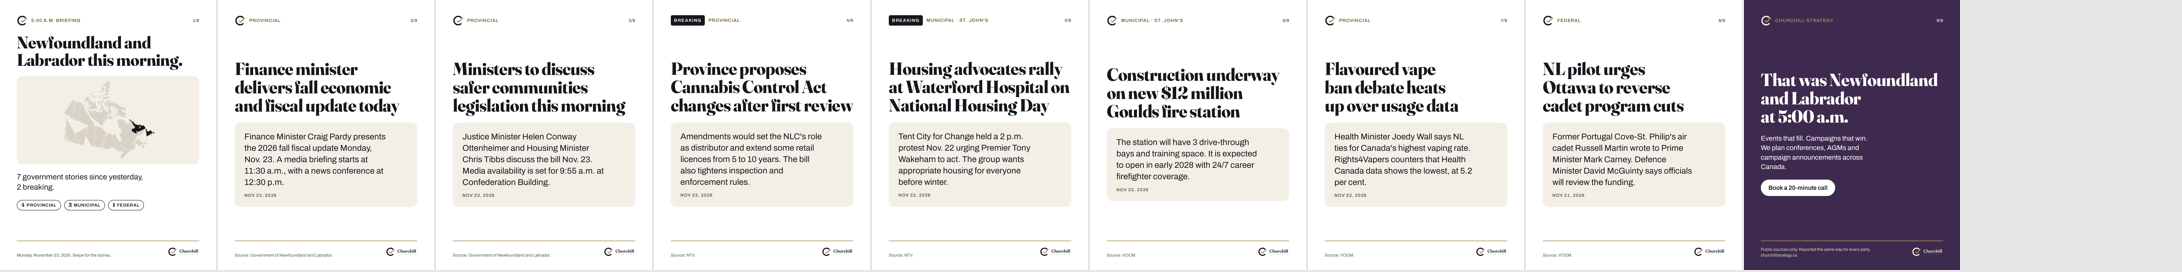 5:00 A.M. BRIEFING
1/9
Newfoundland and
Labrador this morning.
7 government stories since yesterday,
2 breaking.
4 PROVINCIAL
2 MUNICIPAL
1 FEDERAL
Monday, November 23, 2026. Swipe for the stories.
Churchill
PROVINCIAL
2/9
Finance minister
delivers fall economic
and fiscal update today
Finance Minister Craig Pardy presents
the 2026 fall fiscal update Monday,
Nov. 23. A media briefing starts at
11:30 a.m., with a news conference at
12:30 p.m.
NOV 23, 2026
Source: Government of Newfoundland and Labrador.
Churchill
PROVINCIAL
3/9
Ministers to discuss
safer communities
legislation this morning
Justice Minister Helen Conway
Ottenheimer and Housing Minister
Chris Tibbs discuss the bill Nov. 23.
Media availability is set for 9:55 a.m. at
Confederation Building.
NOV 23, 2026
Source: Government of Newfoundland and Labrador.
Churchill
BREAKING
PROVINCIAL
4/9
Province proposes
Cannabis Control Act
changes after first review
Amendments would set the NLC's role
as distributor and extend some retail
licences from 5 to 10 years. The bill
also tightens inspection and
enforcement rules.
NOV 23, 2026
Source: NTV.
Churchill
BREAKING
MUNICIPAL · ST. JOHN'S
5/9
Housing advocates rally
at Waterford Hospital on
National Housing Day
Tent City for Change held a 2 p.m.
protest Nov. 22 urging Premier Tony
Wakeham to act. The group wants
appropriate housing for everyone
before winter.
NOV 22, 2026
Source: NTV.
Churchill
MUNICIPAL · ST. JOHN'S
6/9
Construction underway
on new $12 million
Goulds fire station
The station will have 3 drive-through
bays and training space. It is expected
to open in early 2028 with 24/7 career
firefighter coverage.
NOV 22, 2026
Source: VOCM.
Churchill
PROVINCIAL
7/9
Flavoured vape
ban debate heats
up over usage data
Health Minister Joedy Wall says NL
ties for Canada's highest vaping rate.
Rights4Vapers counters that Health
Canada data shows the lowest, at 5.2
per cent.
NOV 22, 2026
Source: VOCM.
Churchill
FEDERAL
8/9
NL pilot urges
Ottawa to reverse
cadet program cuts
Former Portugal Cove-St. Philip's air
cadet Russell Martin wrote to Prime
Minister Mark Carney. Defence
Minister David McGuinty says officials
will review the funding.
NOV 21, 2026
Source: VOCM.
Churchill
CHURCHILL STRATEGY
9/9
That was Newfoundland
and Labrador
at 5:00 a.m.
Events that fill. Campaigns that win.
We plan conferences, AGMs and
campaign announcements across
Canada.
Book a 20-minute call
Public sources only. Reported the same way for every party.
churchillstrategy.ca
Churchill